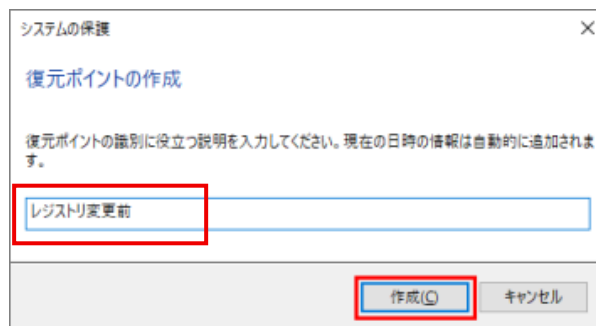 システムの保護
復元ポイントの作成
復元ポイントの識別に役立つ説明を入力してください。現在の日時の情報は自動的に追加されま
す。
レジストリ変更前
作成(C) キャンセル